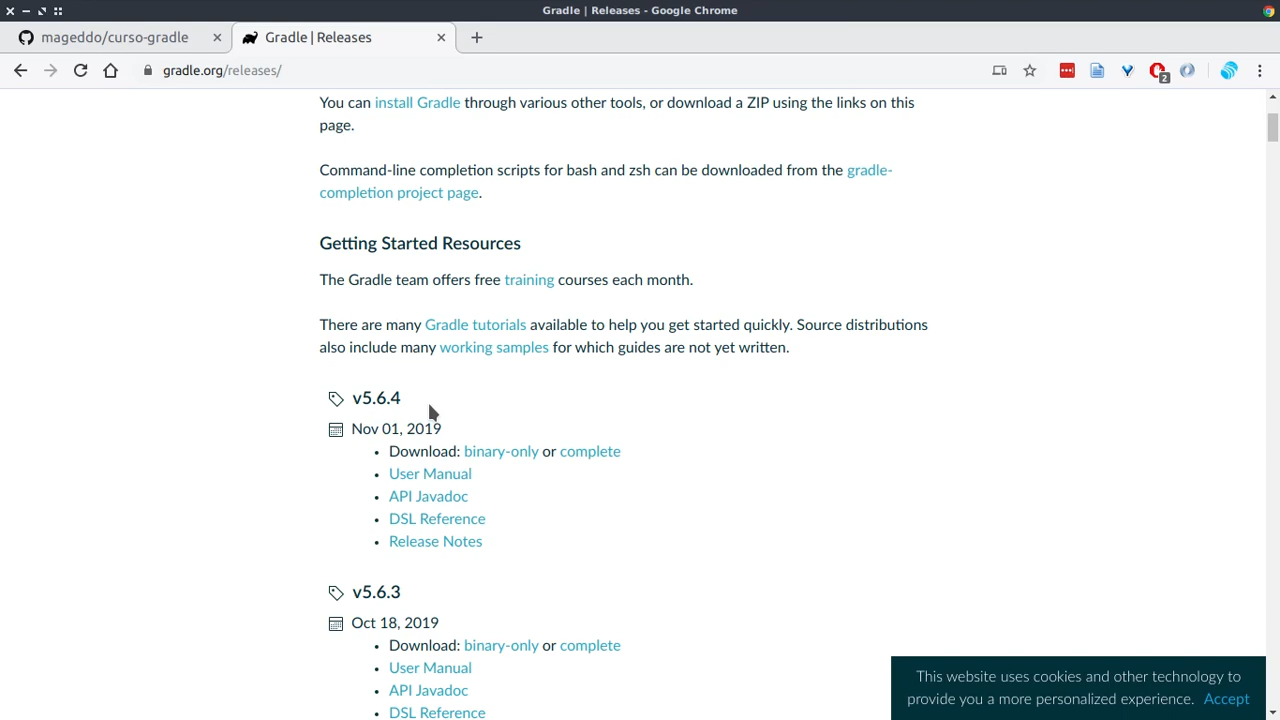 Gradle | Releases - Google Chrome
mageddo/curso-gradle
Gradle | Releases
gradle.org/releases/
2
You can install Gradle through various other tools, or download a ZIP using the links on this
page.
Command-line completion scripts for bash and zsh can be downloaded from the gradle-
completion project page.
Getting Started Resources
The Gradle team offers free training courses each month.
There are many Gradle tutorials available to help you get started quickly. Source distributions
also include many working samples for which guides are not yet written.
v5.6.4
Nov 01, 2019
• Download: binary-only or complete
• User Manual
• API Javadoc
• DSL Reference
• Release Notes
v5.6.3
Oct 18, 2019
• Download: binary-only or complete
• User Manual
• API Javadoc
• DSL Reference
This website uses cookies and other technology to
provide you a more personalized experience. Accept